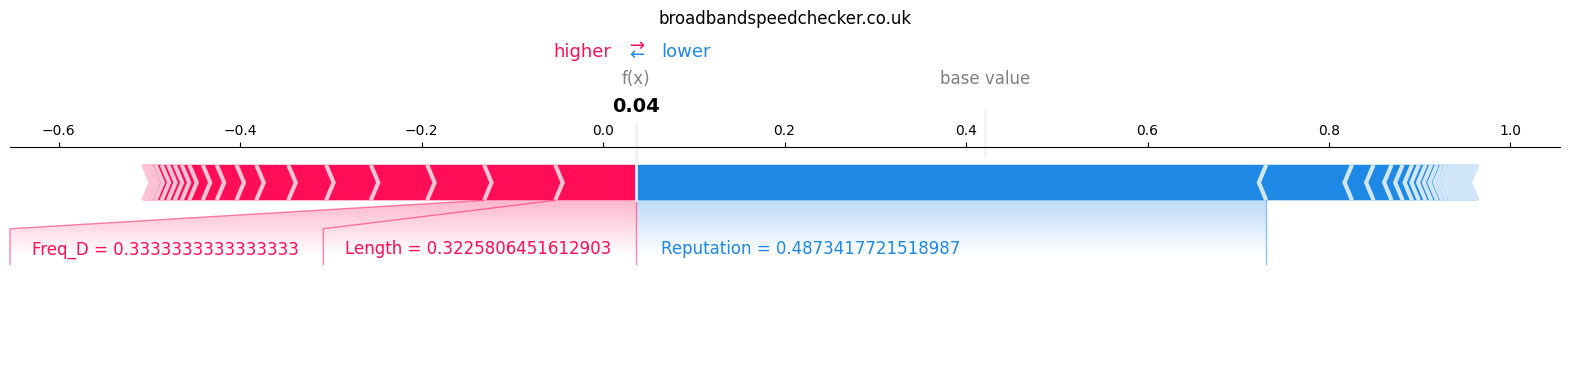 broadbandspeedchecker.co.uk
higher ⇄ lower
f(x) base value
0.04
−0.6 −0.4 −0.2 0.0 0.2 0.4 0.6 0.8 1.0
Freq_D = 0.3333333333333333 Length = 0.3225806451612903 Reputation = 0.4873417721518987